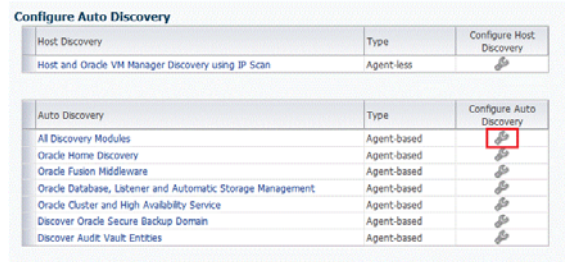 Configure Auto Discovery
Host Discovery Type Configure Host Discovery
Host and Oracle VM Manager Discovery using IP Scan Agent-less
Auto Discovery Type Configure Auto Discovery
All Discovery Modules Agent-based
Oracle Home Discovery Agent-based
Oracle Fusion Middleware Agent-based
Oracle Database, Listener and Automatic Storage Management Agent-based
Oracle Cluster and High Availability Service Agent-based
Discover Oracle Secure Backup Domain Agent-based
Discover Audit Vault Entities Agent-based